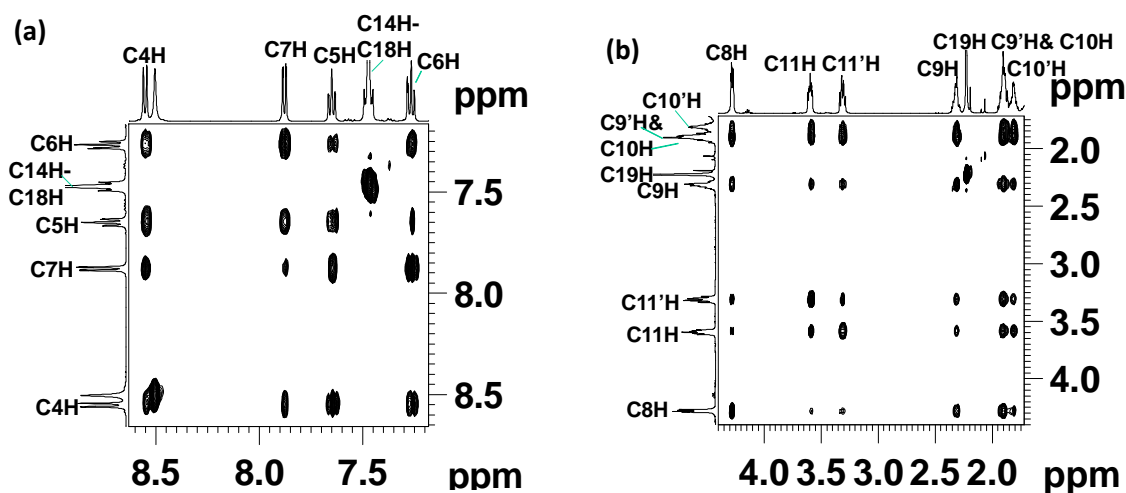 (a)
C4H
C7H
C5H
C14H-
C18H
C6H
ppm
C6H
C14H-
C18H
C5H
C7H
C4H
7.5
8.0
8.5
8.5 8.0 7.5 ppm
(b)
C8H
C11H
C11'H
C19H
C9H
C9'H& C10H
C10'H
ppm
C10'H
C9'H&
C10H
C19H
C9H
C11'H
C11H
C8H
2.0
2.5
3.0
3.5
4.0
4.0 3.5 3.0 2.5 2.0 ppm